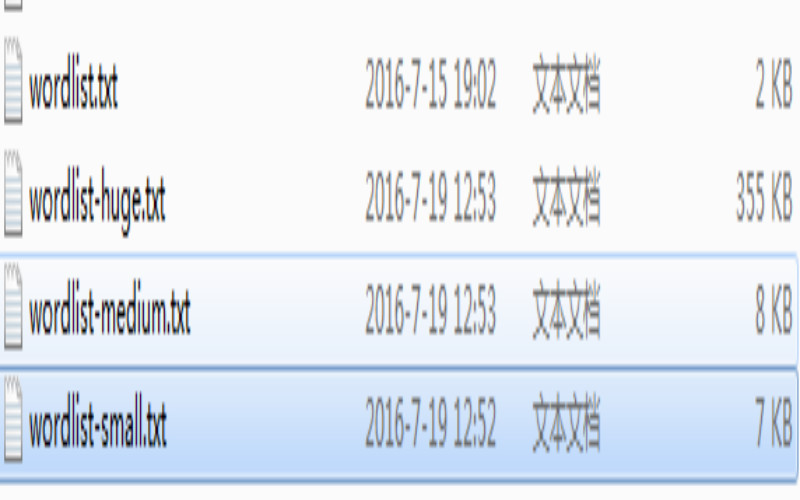 wordlist.txt 2016-7-15 19:02 文本文档 2 KB
wordlist-huge.txt 2016-7-19 12:53 文本文档 355 KB
wordlist-medium.txt 2016-7-19 12:53 文本文档 8 KB
wordlist-small.txt 2016-7-19 12:52 文本文档 7 KB